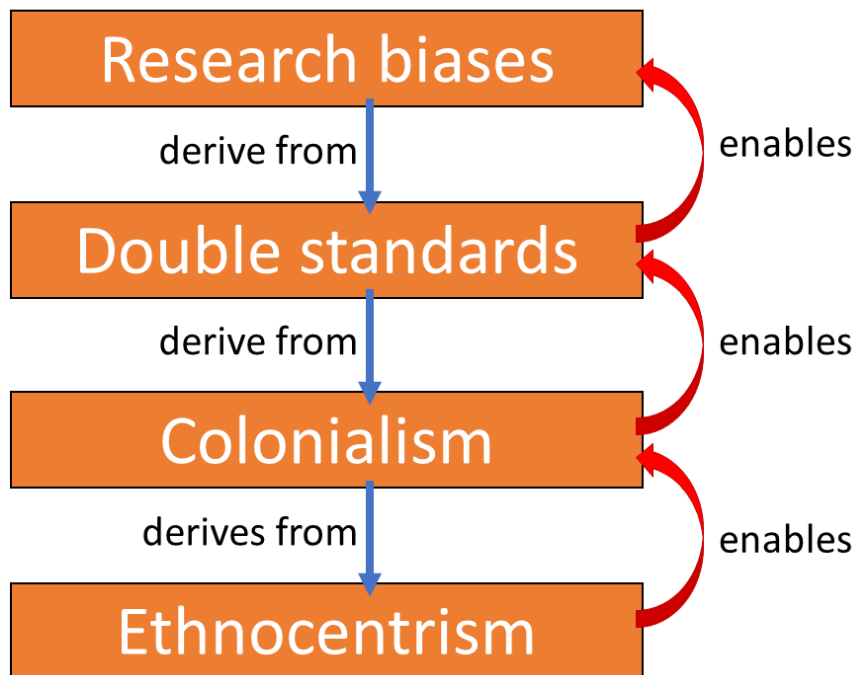 Research biases
derive from
enables
Double standards
derive from
enables
Colonialism
derives from
enables
Ethnocentrism